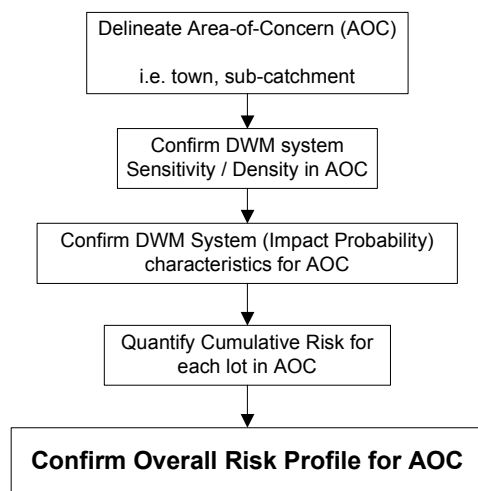 Delineate Area-of-Concern (AOC)
i.e. town, sub-catchment
Confirm DWM system
Sensitivity / Density in AOC
Confirm DWM System (Impact Probability)
characteristics for AOC
Quantify Cumulative Risk for
each lot in AOC
Confirm Overall Risk Profile for AOC